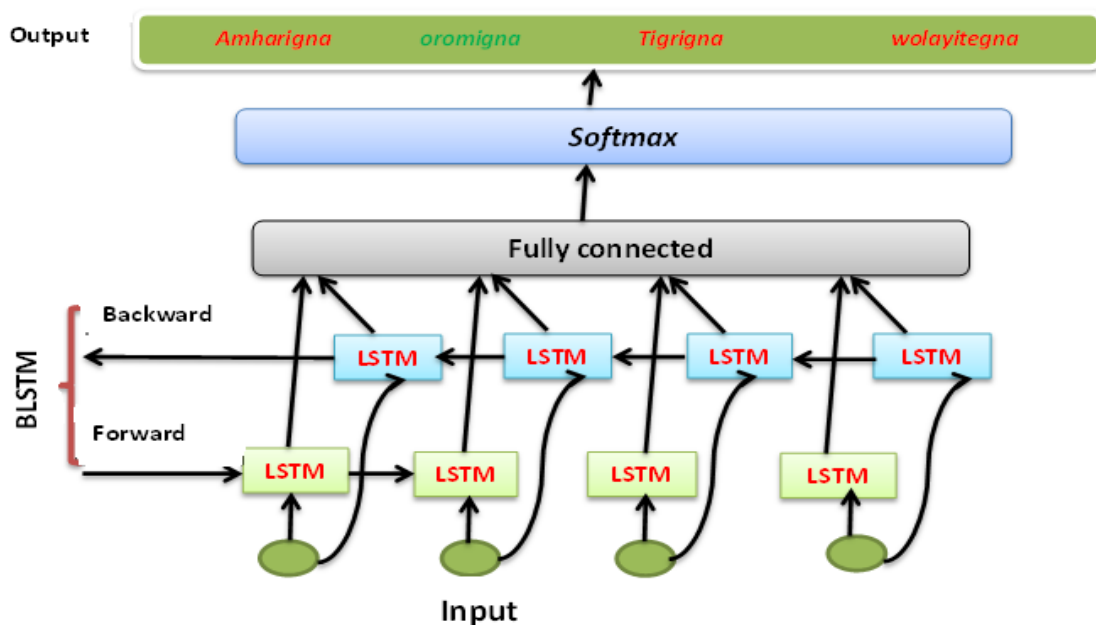 Output Amharigna oromigna Tigrigna wolayitegna
Softmax
Fully connected
Backward
LSTM LSTM LSTM LSTM
BLSTM
Forward
LSTM LSTM LSTM LSTM
Input